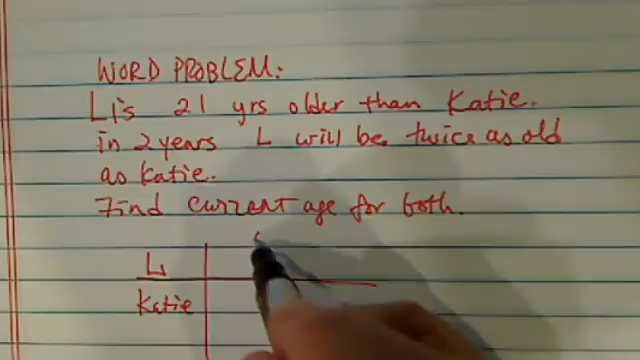 WORD PROBLEM:
L is 21 yrs older than Katie.
in 2 years L will be twice as old
as Katie.
Find current age for both.
L
Katie